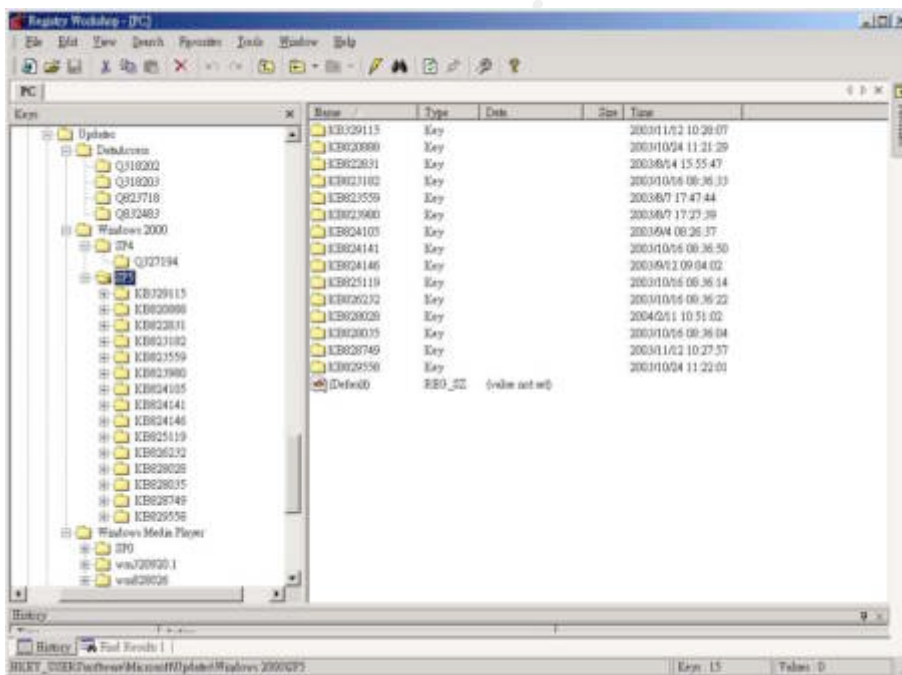 Registry Workshop - [PC]
File Edit View Search Favorites Tools Window Help
PC
Keys
Updates
DataAccess
Q318202
Q318203
Q823718
Q832483
Windows 2000
SP4
Q327194
SP5
KB329115
KB820888
KB822831
KB823182
KB823559
KB823980
KB824105
KB824141
KB824146
KB825119
KB826232
KB828028
KB828035
KB828749
KB829558
Windows Media Player
SP0
wm320920.1
wm828026
Name / Type Data Size Time
KB329115 Key 2003/11/12 10:28:07
KB820888 Key 2003/10/24 11:21:29
KB822831 Key 2003/8/14 15:55:47
KB823182 Key 2003/10/16 08:36:33
KB823559 Key 2003/8/7 17:47:44
KB823980 Key 2003/8/7 17:27:39
KB824105 Key 2003/9/4 08:26:37
KB824141 Key 2003/10/16 08:36:50
KB824146 Key 2003/9/12 09:04:02
KB825119 Key 2003/10/16 08:36:14
KB826232 Key 2003/10/16 08:36:22
KB828028 Key 2004/2/11 10:51:02
KB828035 Key 2003/10/16 08:36:04
KB828749 Key 2003/11/12 10:27:57
KB829558 Key 2003/10/24 11:22:01
(Default) REG_SZ (value not set)
History
History Find Results 1
Keys: 15 Values: 0